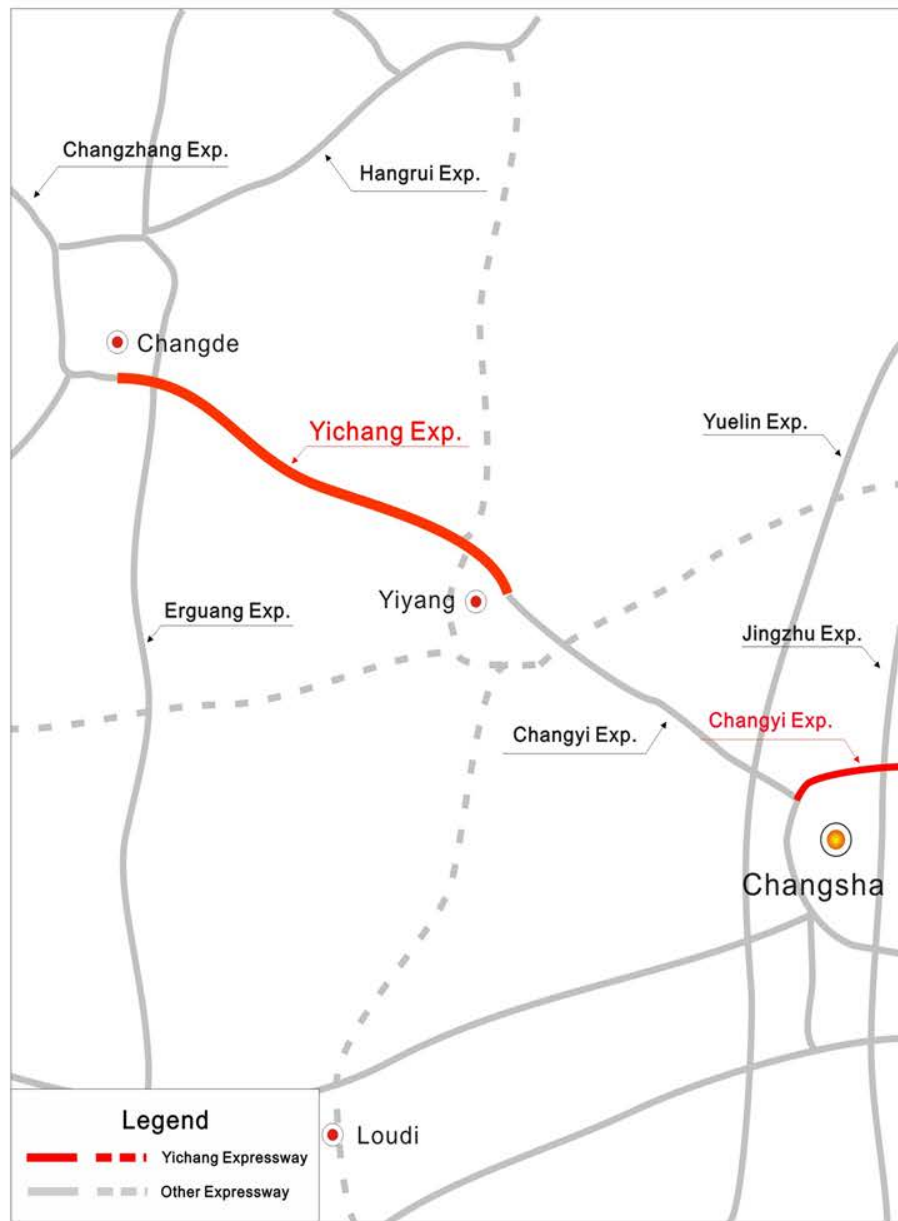 Changzhang Exp.
Hangrui Exp.
Changde
Yichang Exp.
Yuelin Exp.
Yiyang
Erguang Exp.
Jingzhu Exp.
Changyi Exp.
Changyi Exp.
Changsha
Legend
Yichang Expressway
Other Expressway
Loudi